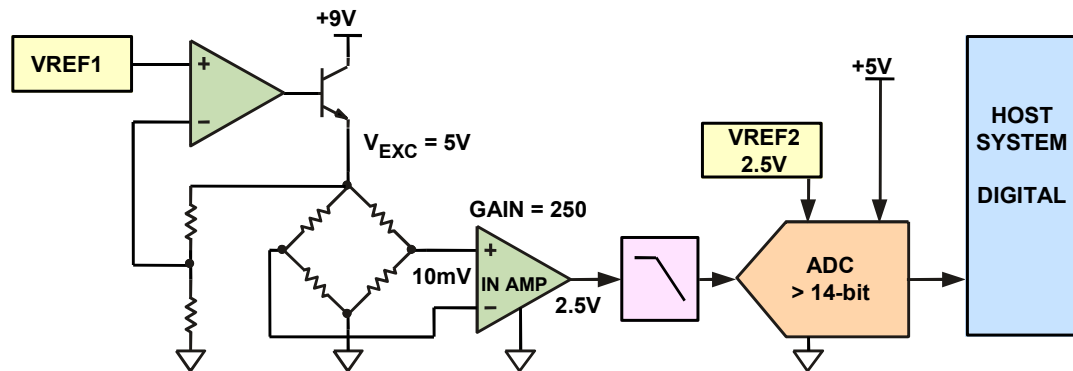 +9V
VREF1
+
−
V_EXC = 5V
+5V
VREF2
2.5V
HOST
SYSTEM
DIGITAL
GAIN = 250
+
10mV
IN AMP
−
2.5V
ADC
> 14-bit